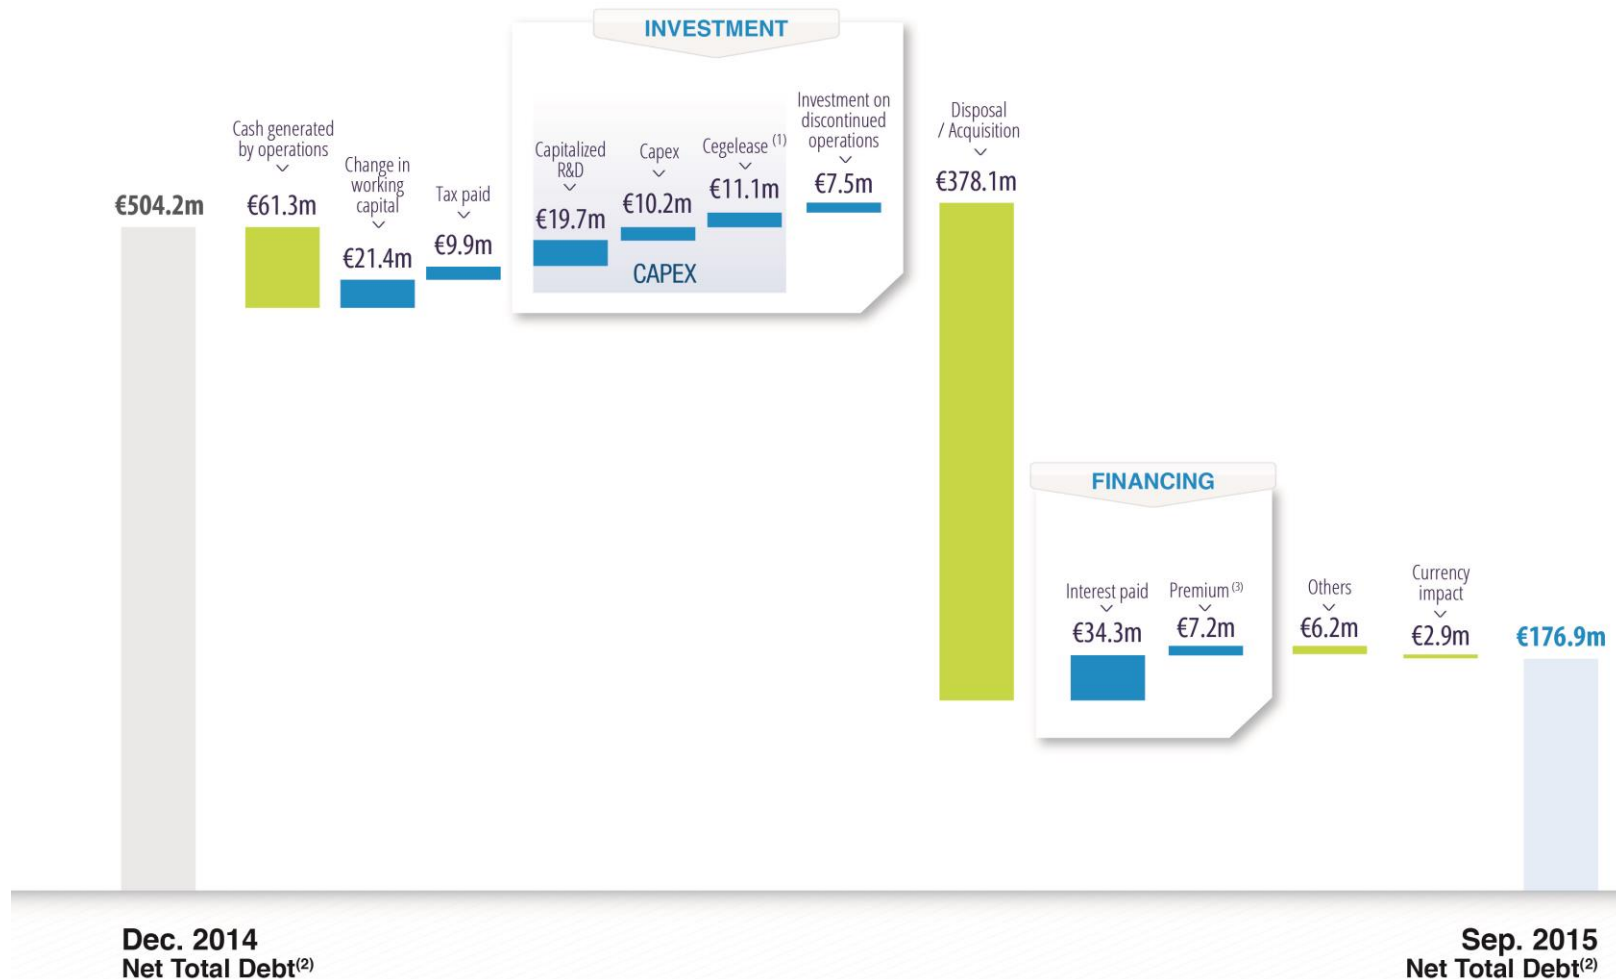 INVESTMENT
€504.2m
Cash generated
by operations
€61.3m
Change in
working
capital
€21.4m
Tax paid
€9.9m
Capitalized
R&D
€19.7m
Capex
€10.2m
Cegelease (1)
€11.1m
CAPEX
Investment on
discontinued
operations
€7.5m
Disposal
/ Acquisition
€378.1m
FINANCING
Interest paid
€34.3m
Premium (3)
€7.2m
Others
€6.2m
Currency
impact
€2.9m
€176.9m
Dec. 2014
Net Total Debt(2)
Sep. 2015
Net Total Debt(2)